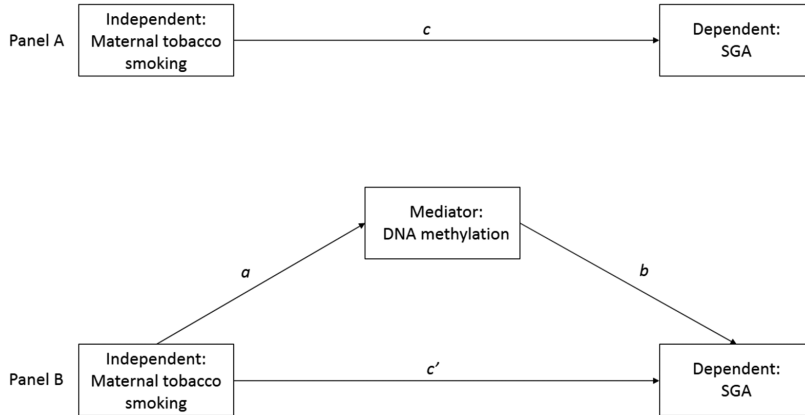 Panel A
Independent:
Maternal tobacco
smoking
c
Dependent:
SGA
Mediator:
DNA methylation
a
b
Panel B
Independent:
Maternal tobacco
smoking
c’
Dependent:
SGA